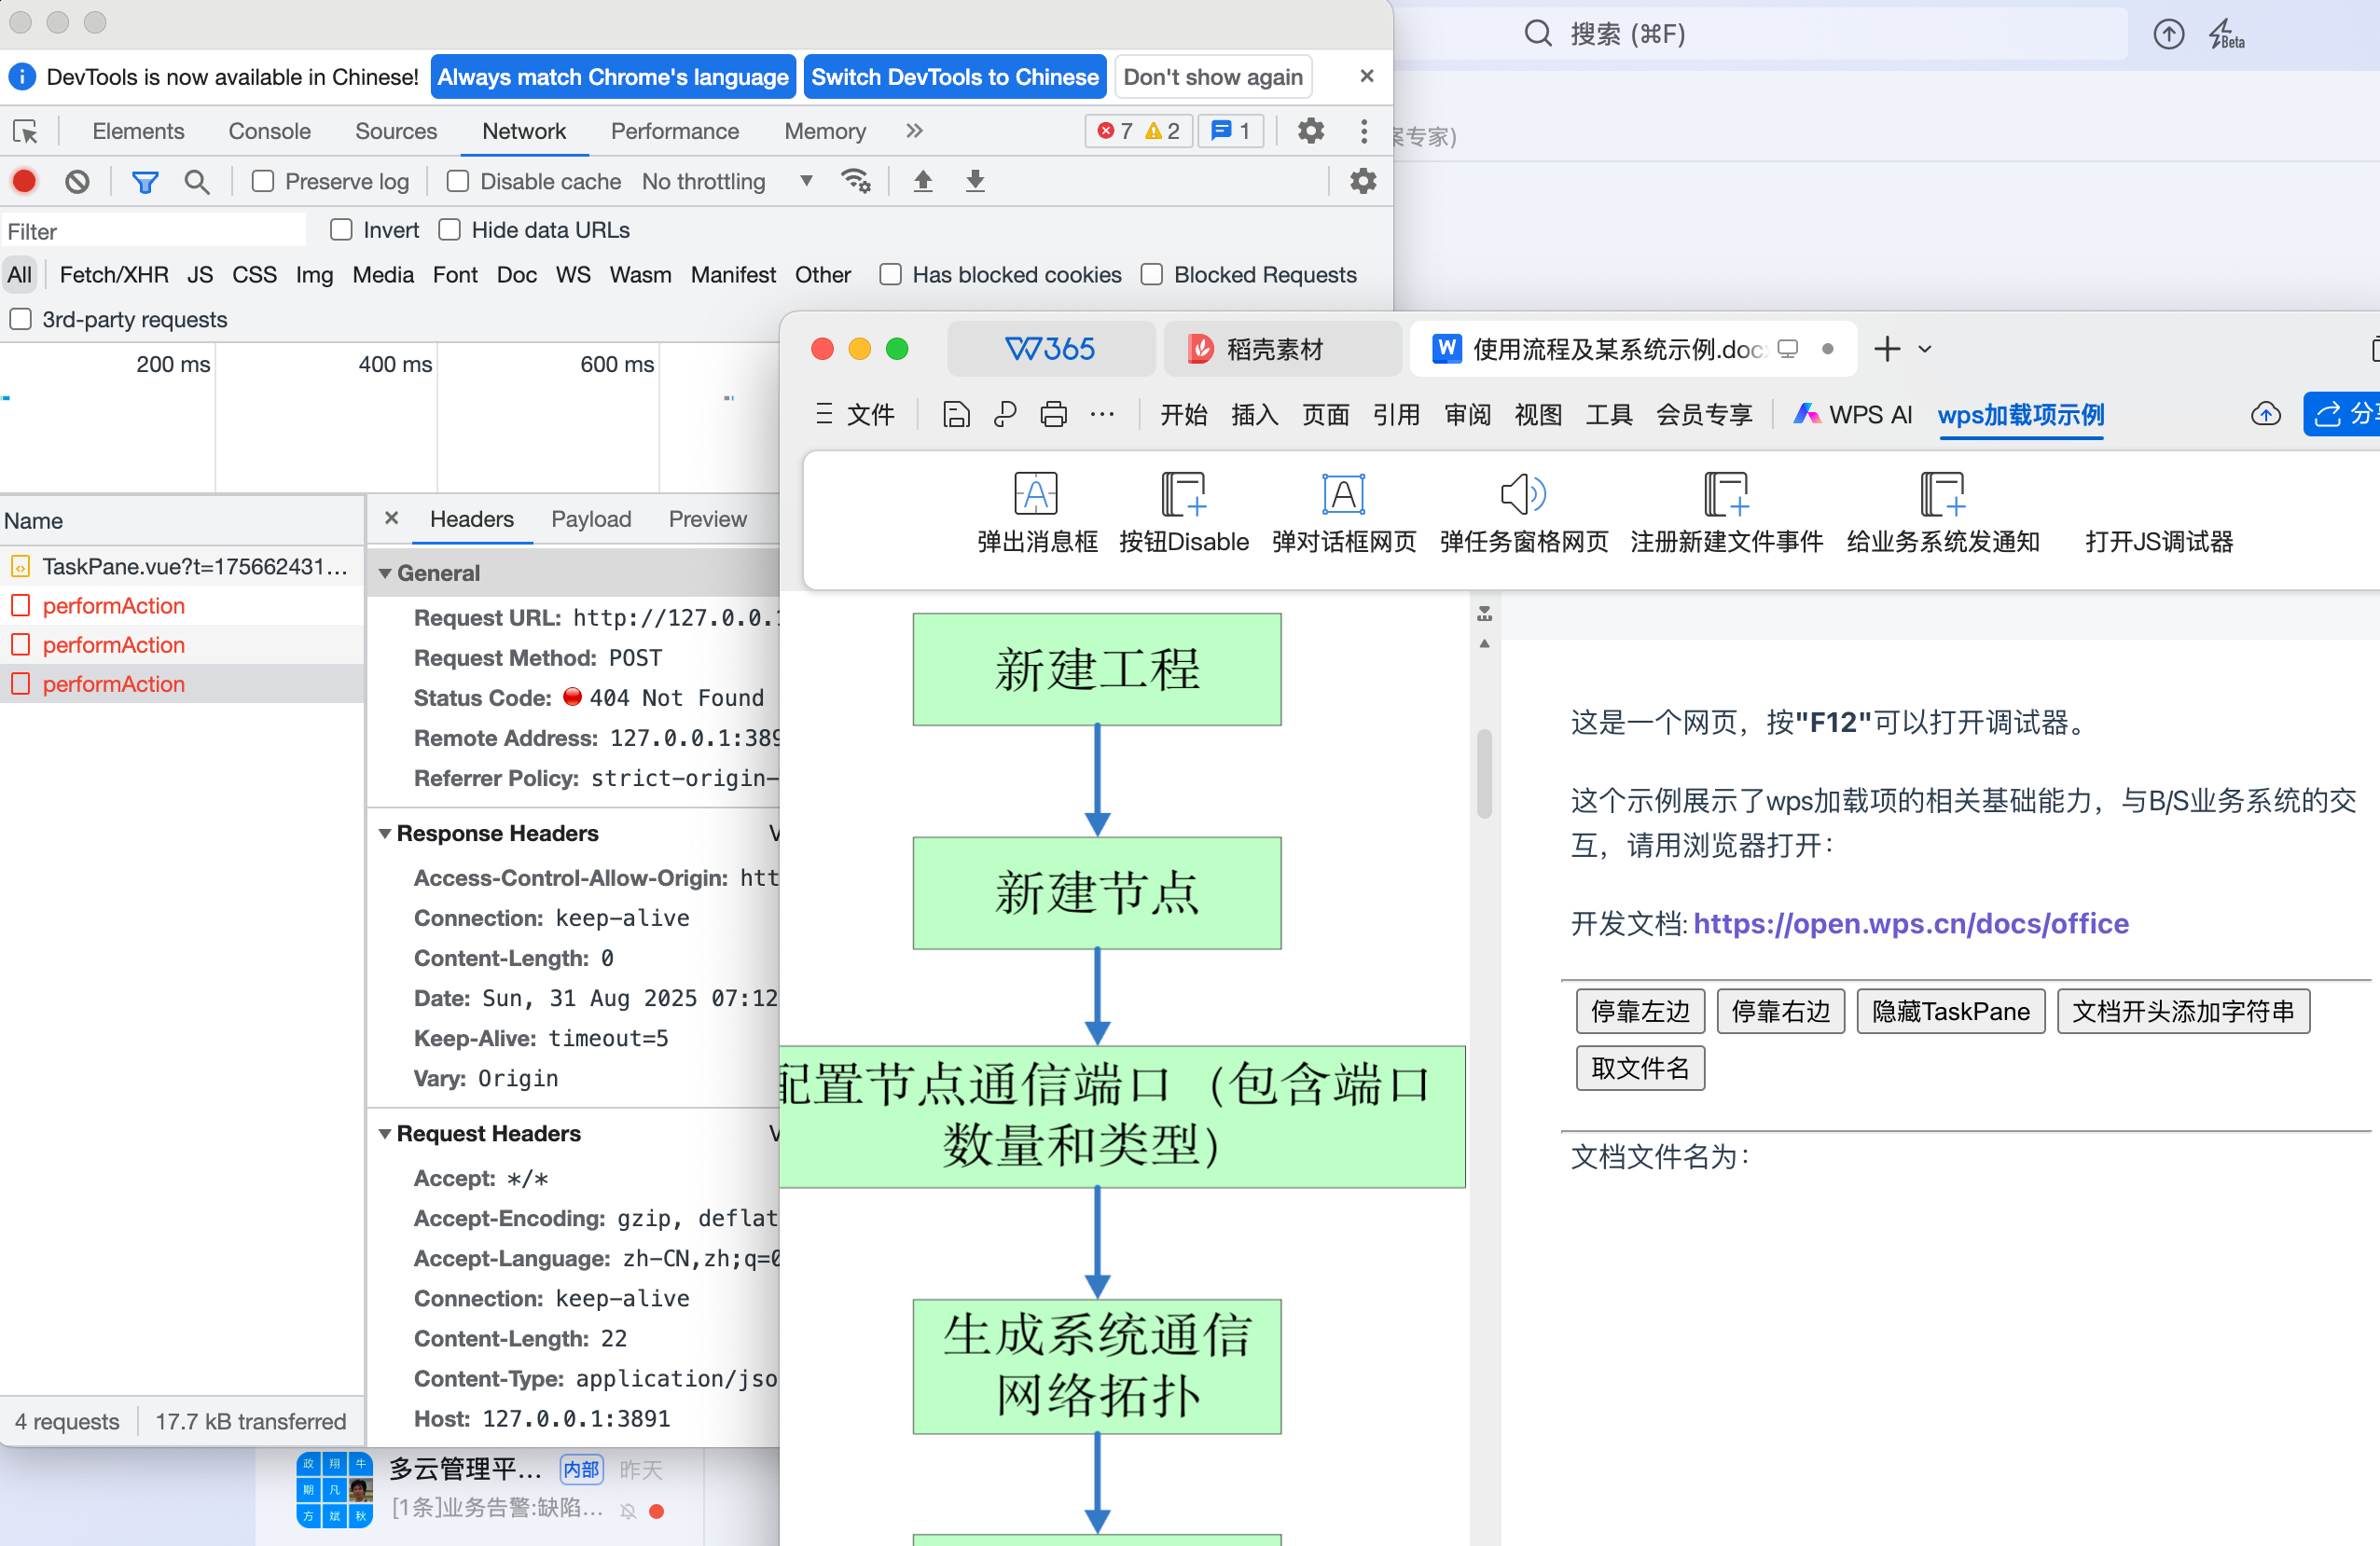 DevTools is now available in Chinese! Always match Chrome's language Switch DevTools to Chinese Don't show again
搜索 (⌘F)
Beta
案专家)
Elements Console Sources Network Performance Memory 7 2 1
Preserve log Disable cache No throttling
Filter Invert Hide data URLs
All Fetch/XHR JS CSS Img Media Font Doc WS Wasm Manifest Other Has blocked cookies Blocked Requests
3rd-party requests
200 ms 400 ms 600 ms
Name
TaskPane.vue?t=175662431...
performAction
performAction
performAction
4 requests 17.7 kB transferred
Headers Payload Preview
General
Request URL: http://127.0.0.1
Request Method: POST
Status Code: 404 Not Found
Remote Address: 127.0.0.1:389
Referrer Policy: strict-origin-
Response Headers
Access-Control-Allow-Origin: htt
Connection: keep-alive
Content-Length: 0
Date: Sun, 31 Aug 2025 07:12
Keep-Alive: timeout=5
Vary: Origin
Request Headers
Accept: */*
Accept-Encoding: gzip, deflat
Accept-Language: zh-CN,zh;q=0
Connection: keep-alive
Content-Length: 22
Content-Type: application/jso
Host: 127.0.0.1:3891
365 稻壳素材 W 使用流程及某系统示例.doc
文件 开始 插入 页面 引用 审阅 视图 工具 会员专享 WPS AI wps加载项示例 分
弹出消息框 按钮Disable 弹对话框网页 弹任务窗格网页 注册新建文件事件 给业务系统发通知 打开JS调试器
新建工程
新建节点
配置节点通信端口（包含端口
数量和类型）
生成系统通信
网络拓扑
这是一个网页，按"F12"可以打开调试器。
这个示例展示了wps加载项的相关基础能力，与B/S业务系统的交
互，请用浏览器打开：
开发文档: https://open.wps.cn/docs/office
停靠左边 停靠右边 隐藏TaskPane 文档开头添加字符串
取文件名
文档文件名为：
政 翔 牛
期 凡
方 斌 秋
多云管理平... 内部 昨天
[1条]业务告警:缺陷...